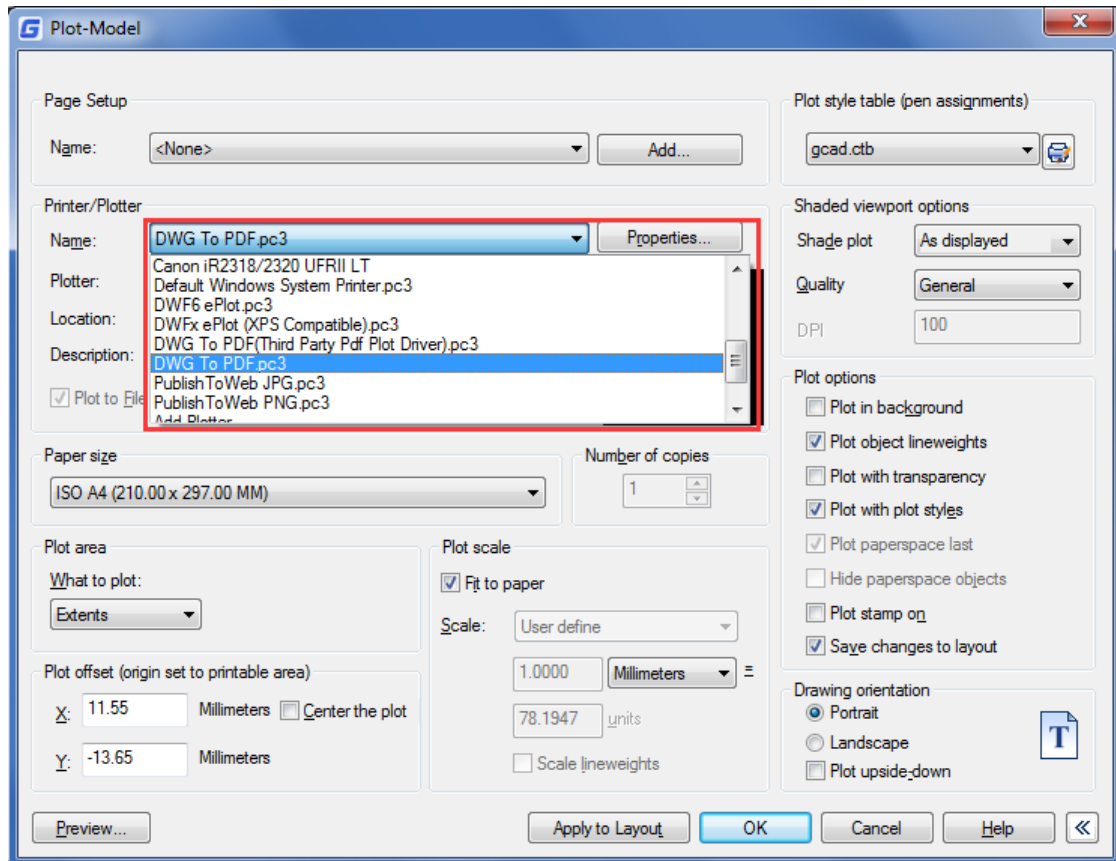 Plot-Model
Page Setup
Name:
<None>
Add...
Plot style table (pen assignments)
gcad.ctb
Printer/Plotter
Name:
DWG To PDF.pc3
Properties...
Canon iR2318/2320 UFRII LT
Default Windows System Printer.pc3
DWF6 ePlot.pc3
DWFx ePlot (XPS Compatible).pc3
DWG To PDF(Third Party Pdf Plot Driver).pc3
DWG To PDF.pc3
PublishToWeb JPG.pc3
PublishToWeb PNG.pc3
Add Plotter
Plotter:
Location:
Description:
Plot to File
Shaded viewport options
Shade plot
As displayed
Quality
General
DPI
100
Paper size
ISO A4 (210.00 x 297.00 MM)
Number of copies
1
Plot options
Plot in background
Plot object lineweights
Plot with transparency
Plot with plot styles
Plot paperspace last
Hide paperspace objects
Plot stamp on
Save changes to layout
Plot area
What to plot:
Extents
Plot scale
Fit to paper
Scale:
User define
1.0000
Millimeters
=
78.1947
units
Scale lineweights
Plot offset (origin set to printable area)
X:
11.55
Millimeters
Center the plot
Y:
-13.65
Millimeters
Drawing orientation
Portrait
Landscape
Plot upside-down
T
Preview...
Apply to Layout
OK
Cancel
Help